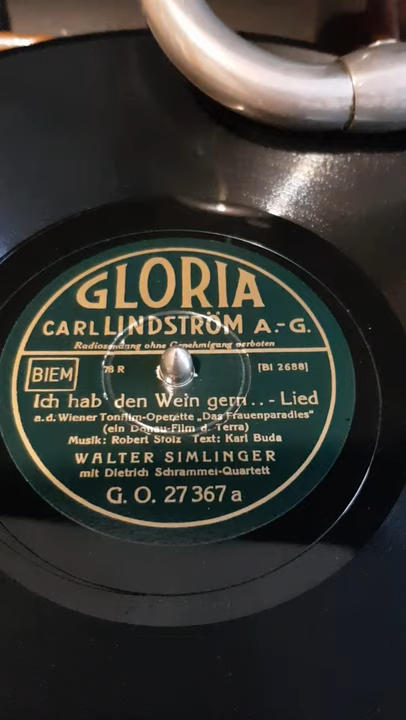 GLORIA
CARL LINDSTRÖM A.-G.
Radiosendung ohne Genehmigung verboten
BIEM 78 R [BI 2688]
Ich hab' den Wein gern... - Lied
a.d. Wiener Tonfilm-Operette „Das Frauenparadies"
(ein Donau-Film d. Terra)
Musik: Robert Stolz Text: Karl Buda
WALTER SIMLINGER
mit Dietrich Schrammel-Quartett
G. O. 27 367 a